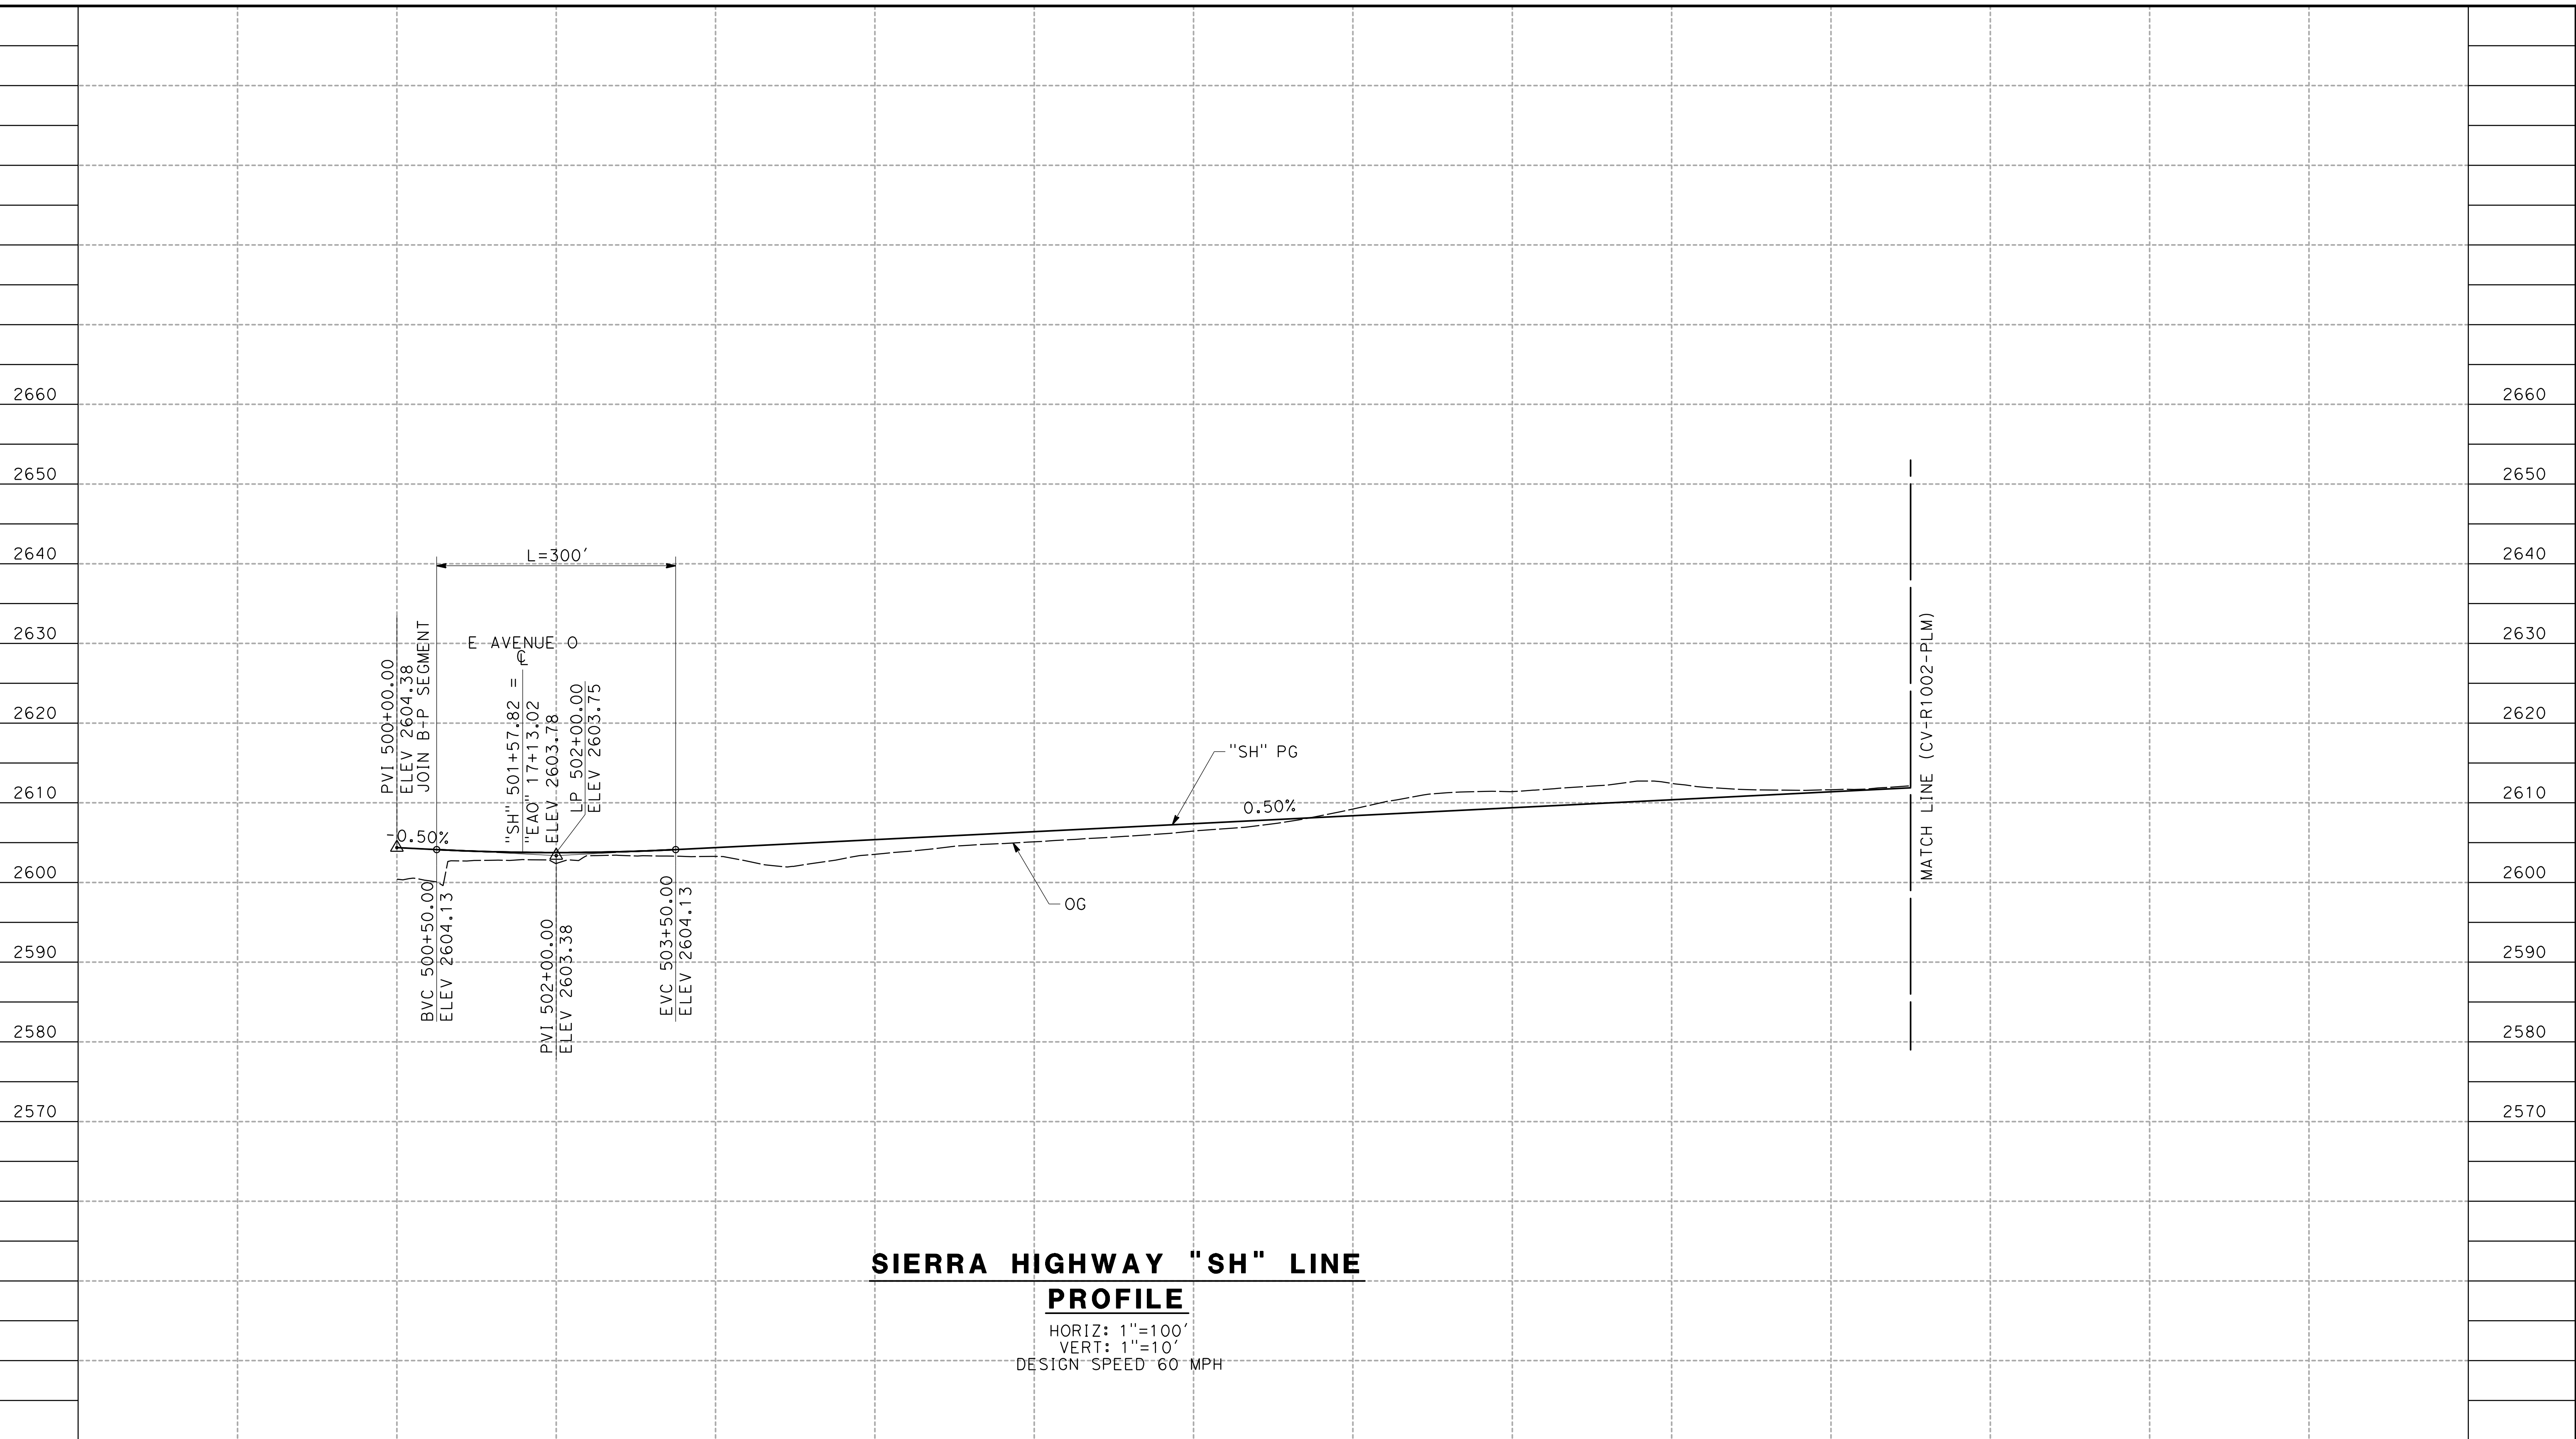 2660
2650
2640
2630
2620
2610
2600
2590
2580
2570
L=300'
PVI 500+00.00
ELEV 2604.38
JOIN B-P SEGMENT
E AVENUE O
℄
"SH" 501+57.82 =
"EAO" 17+13.02
ELEV 2603.78
LP 502+00.00
ELEV 2603.75
-0.50%
BVC 500+50.00
ELEV 2604.13
PVI 502+00.00
ELEV 2603.38
EVC 503+50.00
ELEV 2604.13
"SH" PG
0.50%
OG
MATCH LINE (CV-R1002-PLM)
2660
2650
2640
2630
2620
2610
2600
2590
2580
2570
SIERRA HIGHWAY "SH" LINE
PROFILE
HORIZ: 1"=100'
VERT: 1"=10'
DESIGN SPEED 60 MPH